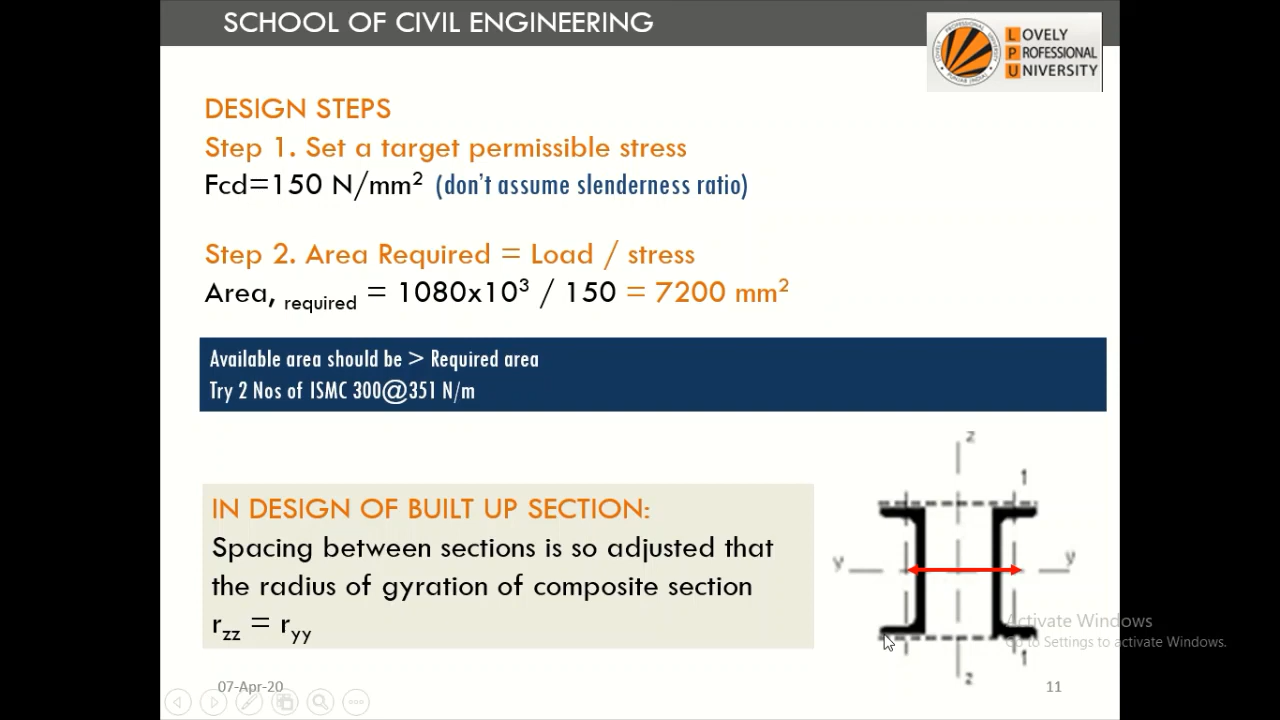 SCHOOL OF CIVIL ENGINEERING
LOVELY
PROFESSIONAL
UNIVERSITY
DESIGN STEPS
Step 1. Set a target permissible stress
Fcd=150 N/mm² (don't assume slenderness ratio)
Step 2. Area Required = Load / stress
Area, required = 1080x10³ / 150 = 7200 mm²
Available area should be > Required area
Try 2 Nos of ISMC 300@351 N/m
IN DESIGN OF BUILT UP SECTION:
Spacing between sections is so adjusted that
the radius of gyration of composite section
rzz = ryy
z
1
y
y
1
z
Activate Windows
Go to Settings to activate Windows.
07-Apr-20
11